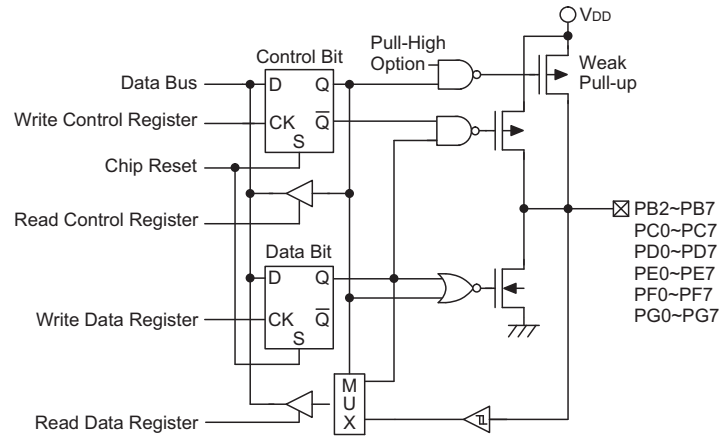 VDD
Control Bit
Pull-High
Option
Weak
Pull-up
Data Bus
D
Q
Write Control Register
CK
Q
S
Chip Reset
Read Control Register
PB2~PB7
PC0~PC7
PD0~PD7
PE0~PE7
PF0~PF7
PG0~PG7
Data Bit
D
Q
Write Data Register
CK
Q
S
M
U
X
Read Data Register